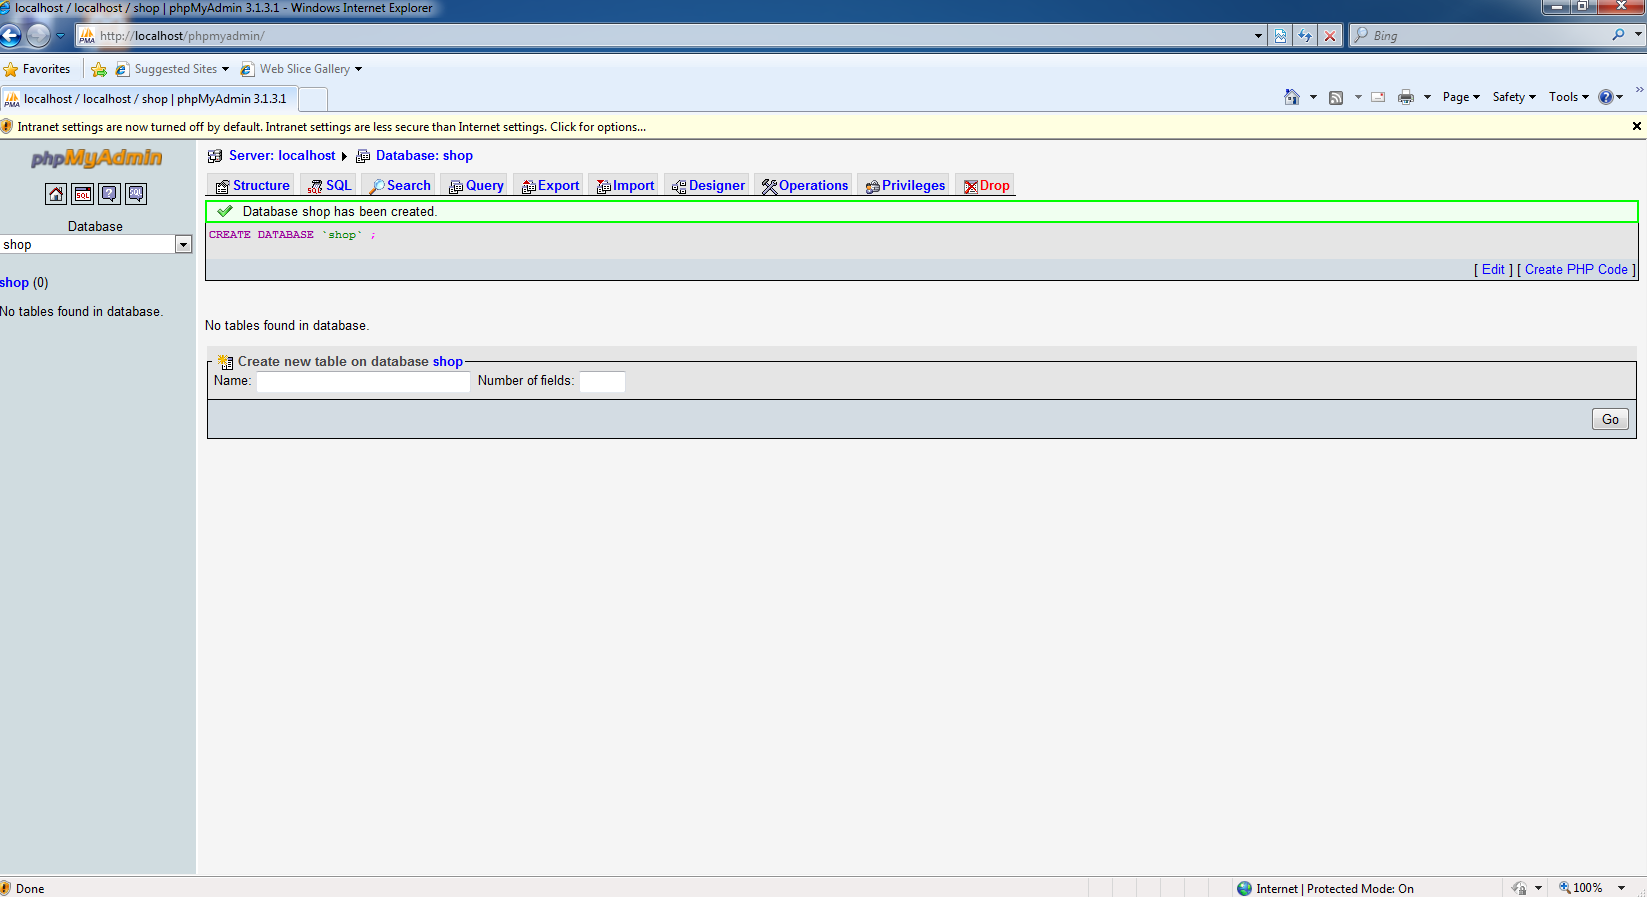 localhost / localhost / shop | phpMyAdmin 3.1.3.1 - Windows Internet Explorer
http://localhost/phpmyadmin/
Bing
Favorites
Suggested Sites
Web Slice Gallery
localhost / localhost / shop | phpMyAdmin 3.1.3.1
Page
Safety
Tools
Intranet settings are now turned off by default. Intranet settings are less secure than Internet settings. Click for options...
phpMyAdmin
Server: localhost
Database: shop
Structure
SQL
Search
Query
Export
Import
Designer
Operations
Privileges
Drop
Database
shop
shop (0)
No tables found in database.
Database shop has been created.
CREATE DATABASE `shop` ;
[ Edit ] [ Create PHP Code ]
No tables found in database.
Create new table on database shop
Name:
Number of fields:
Go
Done
Internet | Protected Mode: On
100%